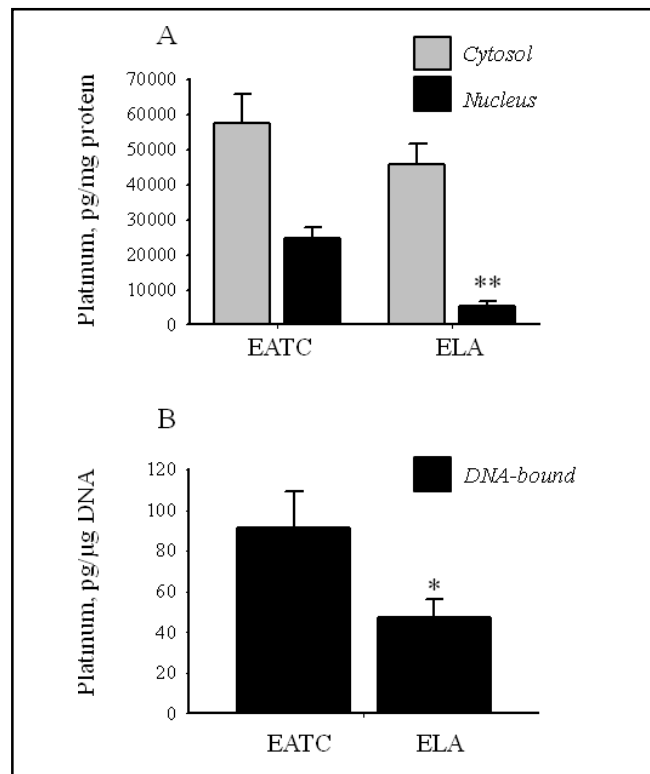 A
Cytosol
Nucleus
Platinum, pg/mg protein
70000
60000
50000
40000
30000
20000
10000
0
**
EATC
ELA
B
DNA-bound
Platinum, pg/µg DNA
120
100
80
60
40
20
0
*
EATC
ELA